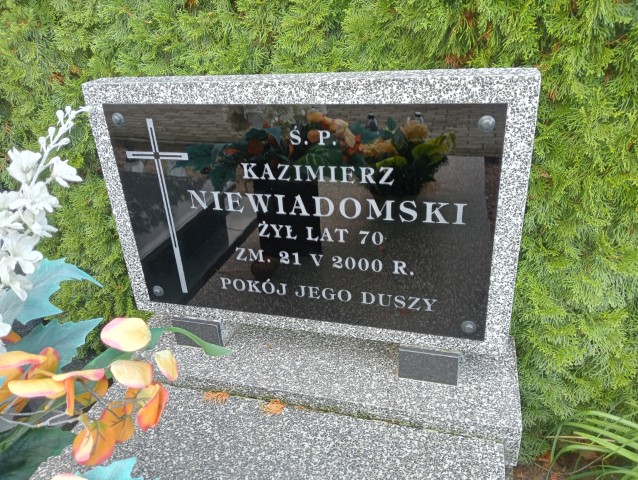 Ś. P.
KAZIMIERZ
NIEWIADOMSKI
ŻYŁ LAT 70
ZM. 21 V 2000 R.
POKÓJ JEGO DUSZY